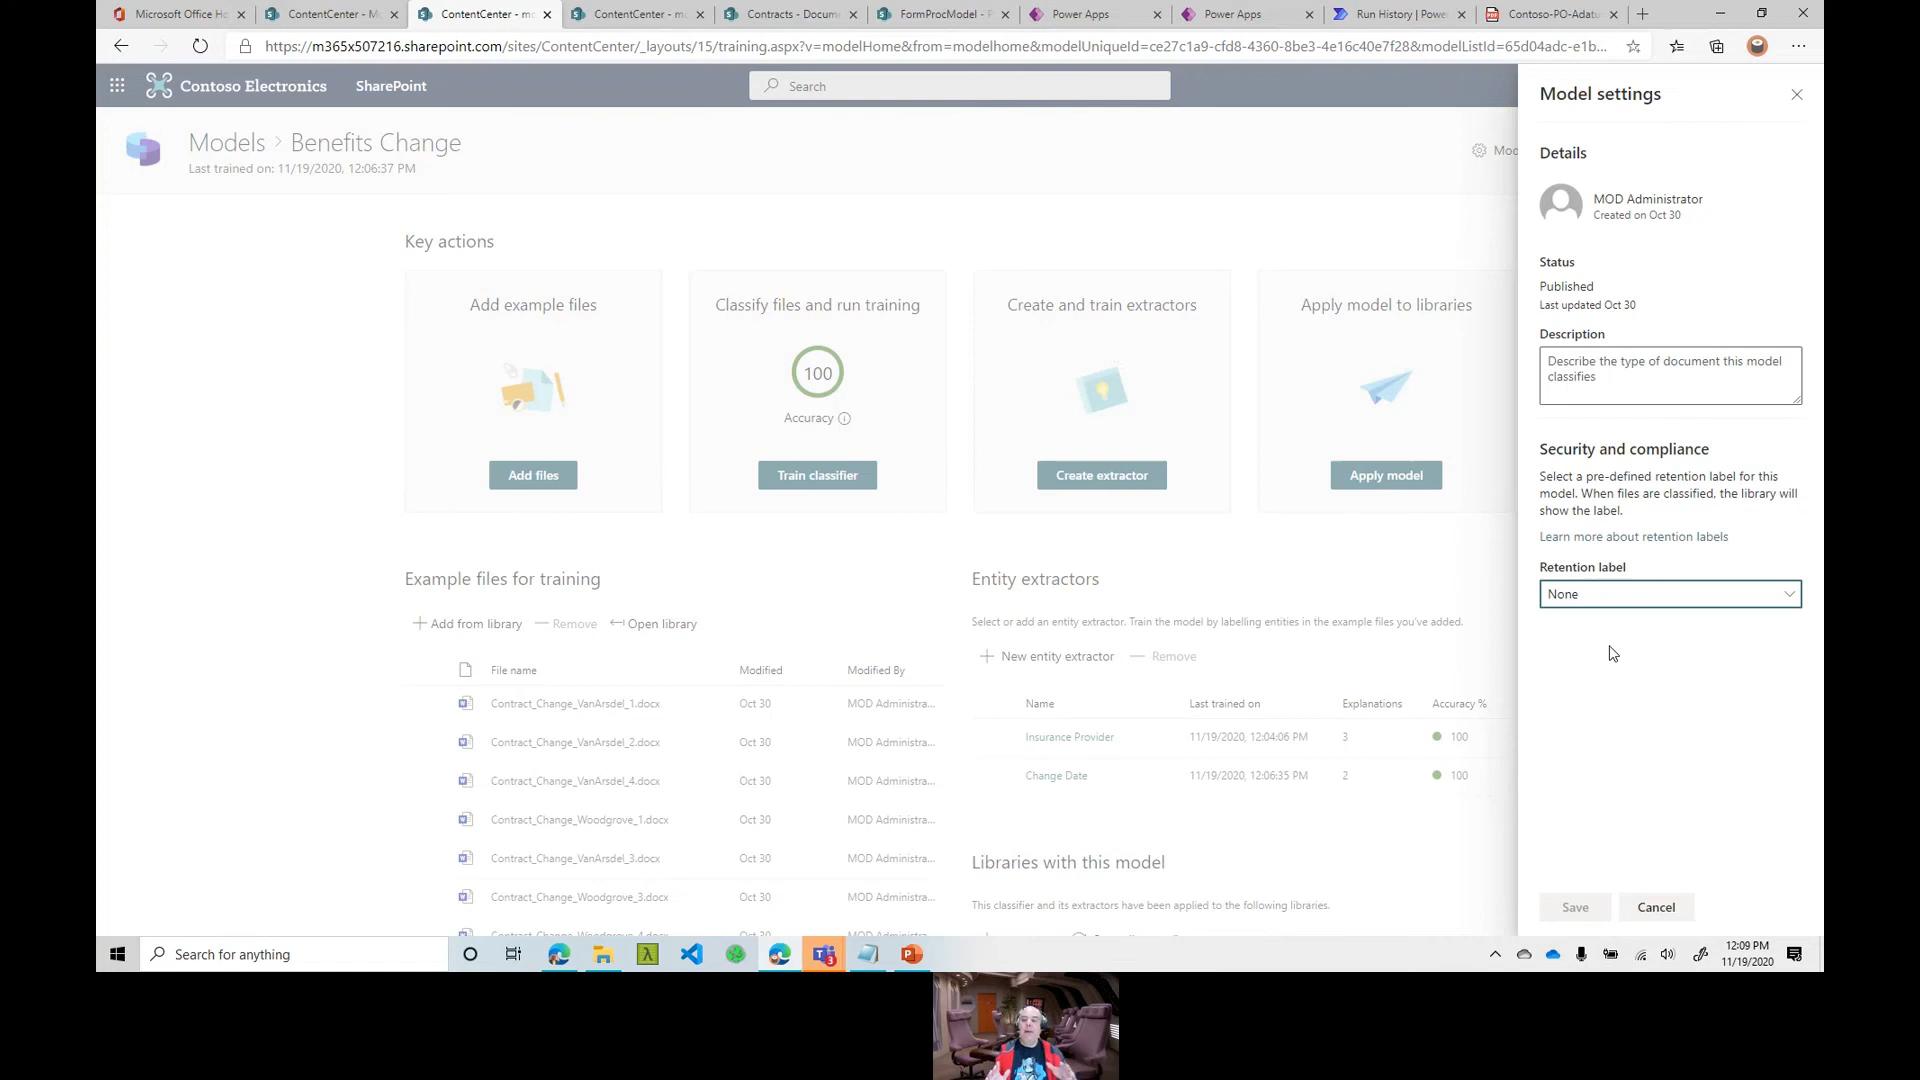 Microsoft Office Ho
ContentCenter - M
ContentCenter - mo
ContentCenter - mo
Contracts - Docum
FormProcModel - P
Power Apps
Power Apps
Run History | Powe
Contoso-PO-Adatu
https://m365x507216.sharepoint.com/sites/ContentCenter/_layouts/15/training.aspx?v=modelHome&from=modelhome&modelUniqueId=ce27c1a9-cfd8-4360-8be3-4e16c40e7f28&modelListId=65d04adc-e1b...
Contoso Electronics
SharePoint
Search
Models > Benefits Change
Last trained on: 11/19/2020, 12:06:37 PM
Mod
Key actions
Add example files
Add files
Classify files and run training
100
Accuracy
Train classifier
Create and train extractors
Create extractor
Apply model to libraries
Apply model
Example files for training
Add from library
Remove
Open library
File name
Modified
Modified By
Contract_Change_VanArsdel_1.docx
Oct 30
MOD Administra...
Contract_Change_VanArsdel_2.docx
Oct 30
MOD Administra...
Contract_Change_VanArsdel_4.docx
Oct 30
MOD Administra...
Contract_Change_Woodgrove_1.docx
Oct 30
MOD Administra...
Contract_Change_VanArsdel_3.docx
Oct 30
MOD Administra...
Contract_Change_Woodgrove_3.docx
Oct 30
MOD Administra...
Contract_Change_Woodgrove_4.docx
Oct 30
MOD Administra...
Entity extractors
Select or add an entity extractor. Train the model by labelling entities in the example files you've added.
New entity extractor
Remove
Name
Last trained on
Explanations
Accuracy %
Insurance Provider
11/19/2020, 12:04:06 PM
3
100
Change Date
11/19/2020, 12:06:35 PM
2
100
Libraries with this model
This classifier and its extractors have been applied to the following libraries.
Model settings
Details
MOD Administrator
Created on Oct 30
Status
Published
Last updated Oct 30
Description
Describe the type of document this model
classifies
Security and compliance
Select a pre-defined retention label for this
model. When files are classified, the library will
show the label.
Learn more about retention labels
Retention label
None
Save
Cancel
Search for anything
3
12:09 PM
11/19/2020